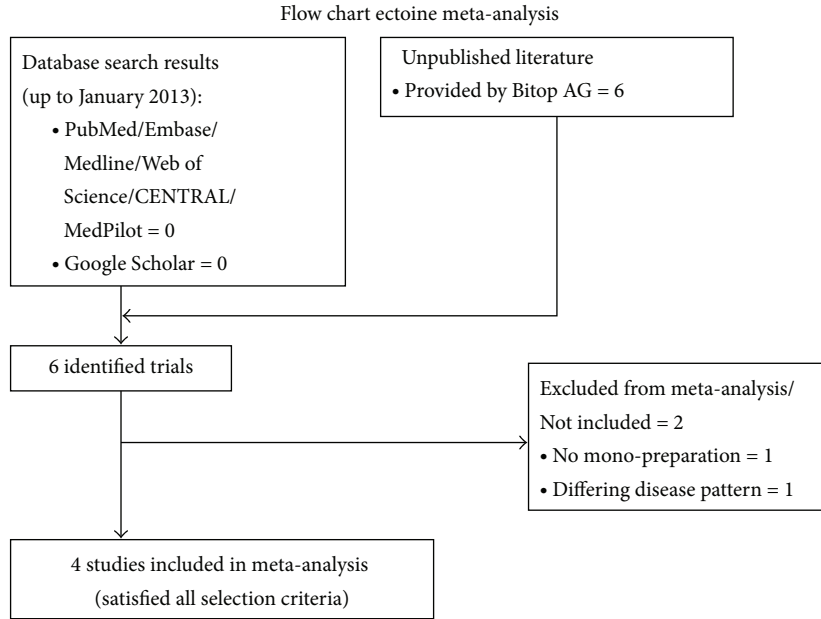 Flow chart ectoine meta-analysis
Database search results
(up to January 2013):
• PubMed/Embase/
Medline/Web of
Science/CENTRAL/
MedPilot = 0
• Google Scholar = 0
Unpublished literature
• Provided by Bitop AG = 6
6 identified trials
Excluded from meta-analysis/
Not included = 2
• No mono-preparation = 1
• Differing disease pattern = 1
4 studies included in meta-analysis
(satisfied all selection criteria)